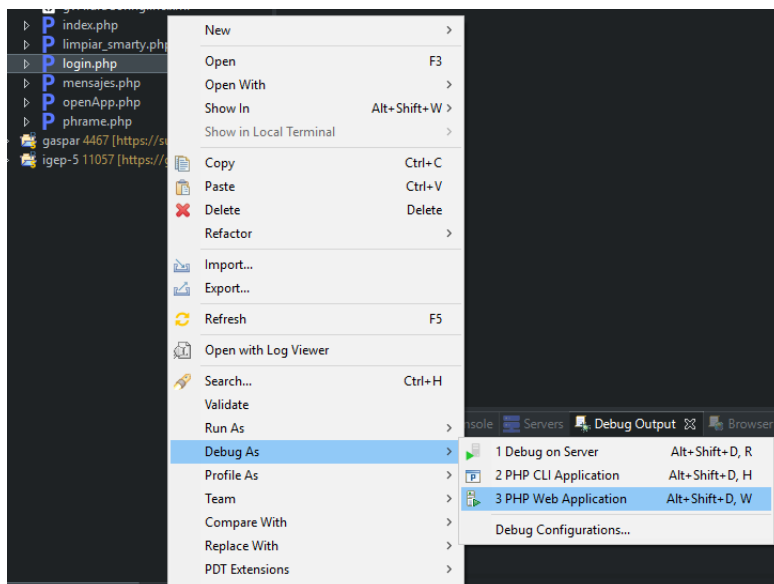 index.php
limpiar_smarty.php
login.php
mensajes.php
openApp.php
phrame.php
gaspar 4467 [https://su
igep-5 11057 [https://g
New
Open F3
Open With
Show In Alt+Shift+W
Show in Local Terminal
Copy Ctrl+C
Paste Ctrl+V
Delete Delete
Refactor
Import...
Export...
Refresh F5
Open with Log Viewer
Search... Ctrl+H
Validate
Run As
Debug As
Profile As
Team
Compare With
Replace With
PDT Extensions
nsole Servers Debug Output Browser
1 Debug on Server Alt+Shift+D, R
2 PHP CLI Application Alt+Shift+D, H
3 PHP Web Application Alt+Shift+D, W
Debug Configurations...